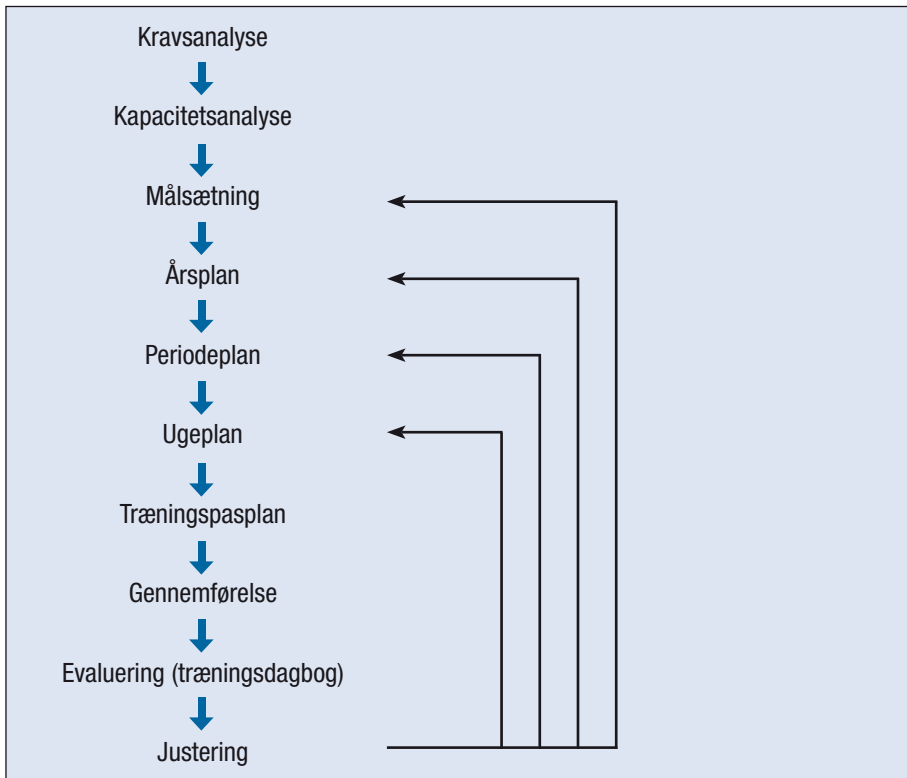 Kravsanalyse
Kapacitetsanalyse
Målsætning
Årsplan
Periodeplan
Ugeplan
Træningspasplan
Gennemførelse
Evaluering (træningsdagbog)
Justering